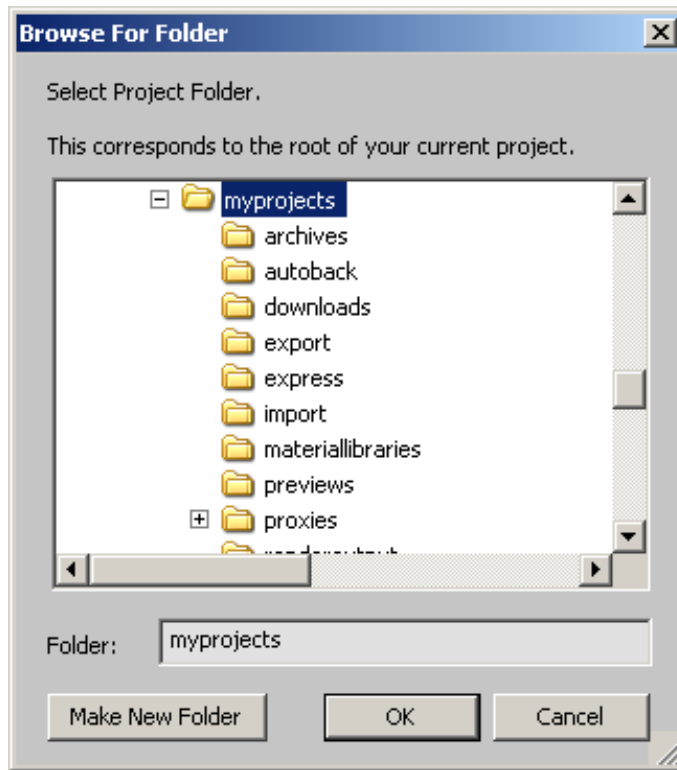 Browse For Folder
Select Project Folder.
This corresponds to the root of your current project.
myprojects
archives
autoback
downloads
export
express
import
materiallibraries
previews
proxies
Folder: myprojects
Make New Folder OK Cancel